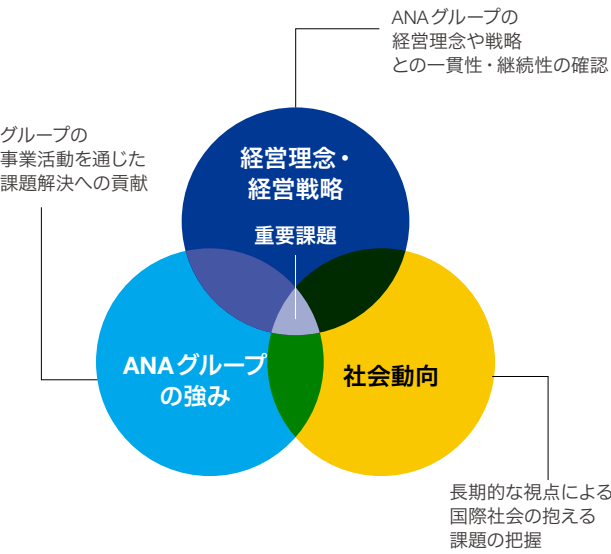 ANAグループの
経営理念や戦略
との一貫性・継続性の確認
グループの
事業活動を通じた
課題解決への貢献
経営理念・
経営戦略
重要課題
ANAグループ
の強み
社会動向
長期的な視点による
国際社会の抱える
課題の把握